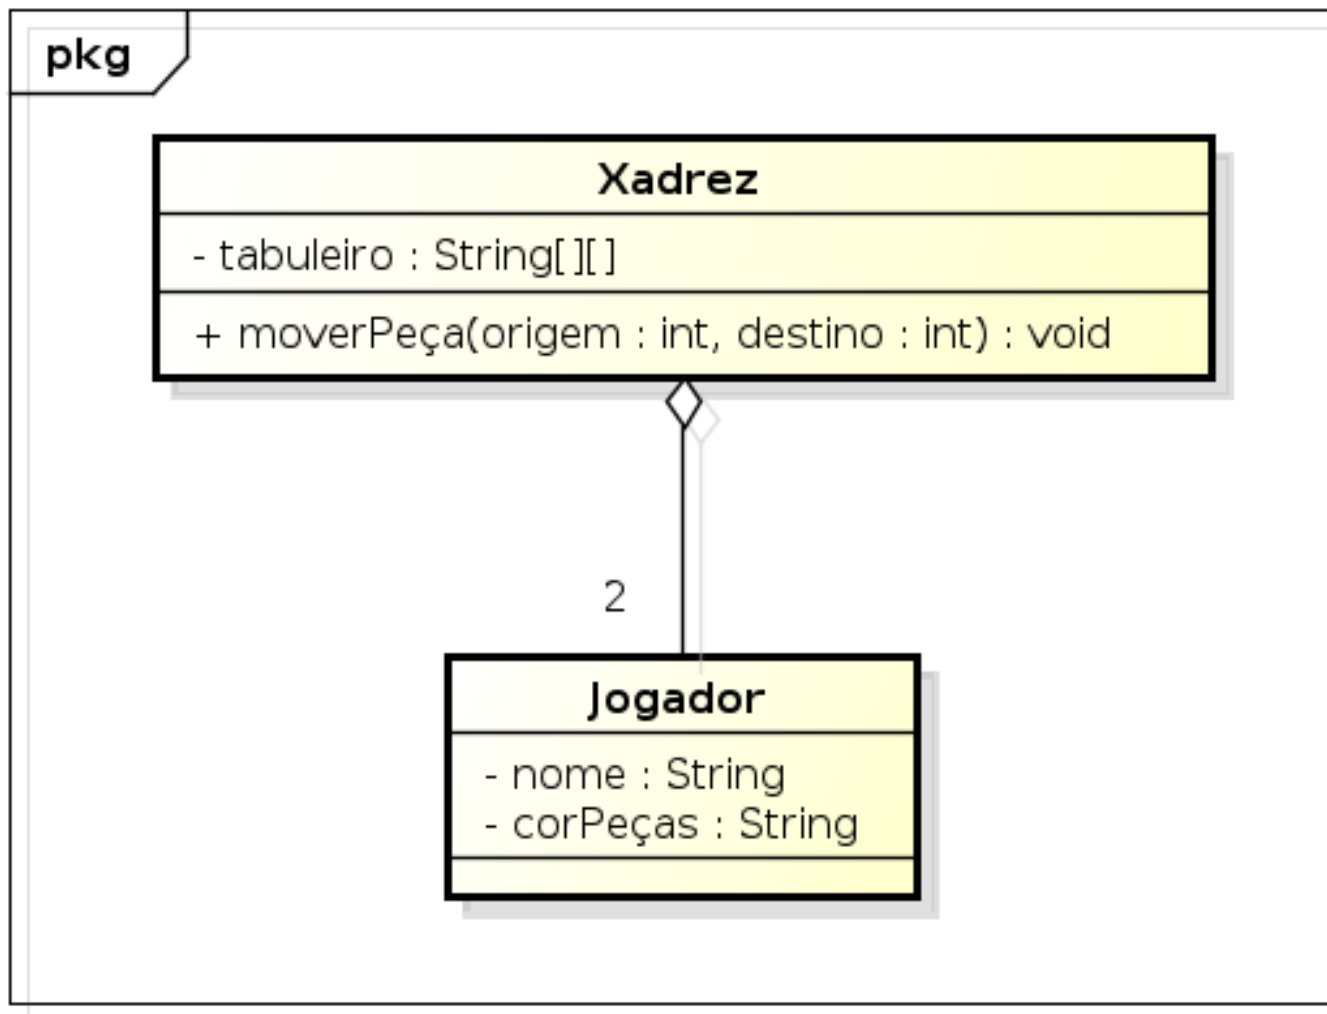 pkg
Xadrez
- tabuleiro : String[][]
+ moverPeça(origem : int, destino : int) : void
2
Jogador
- nome : String
- corPeças : String